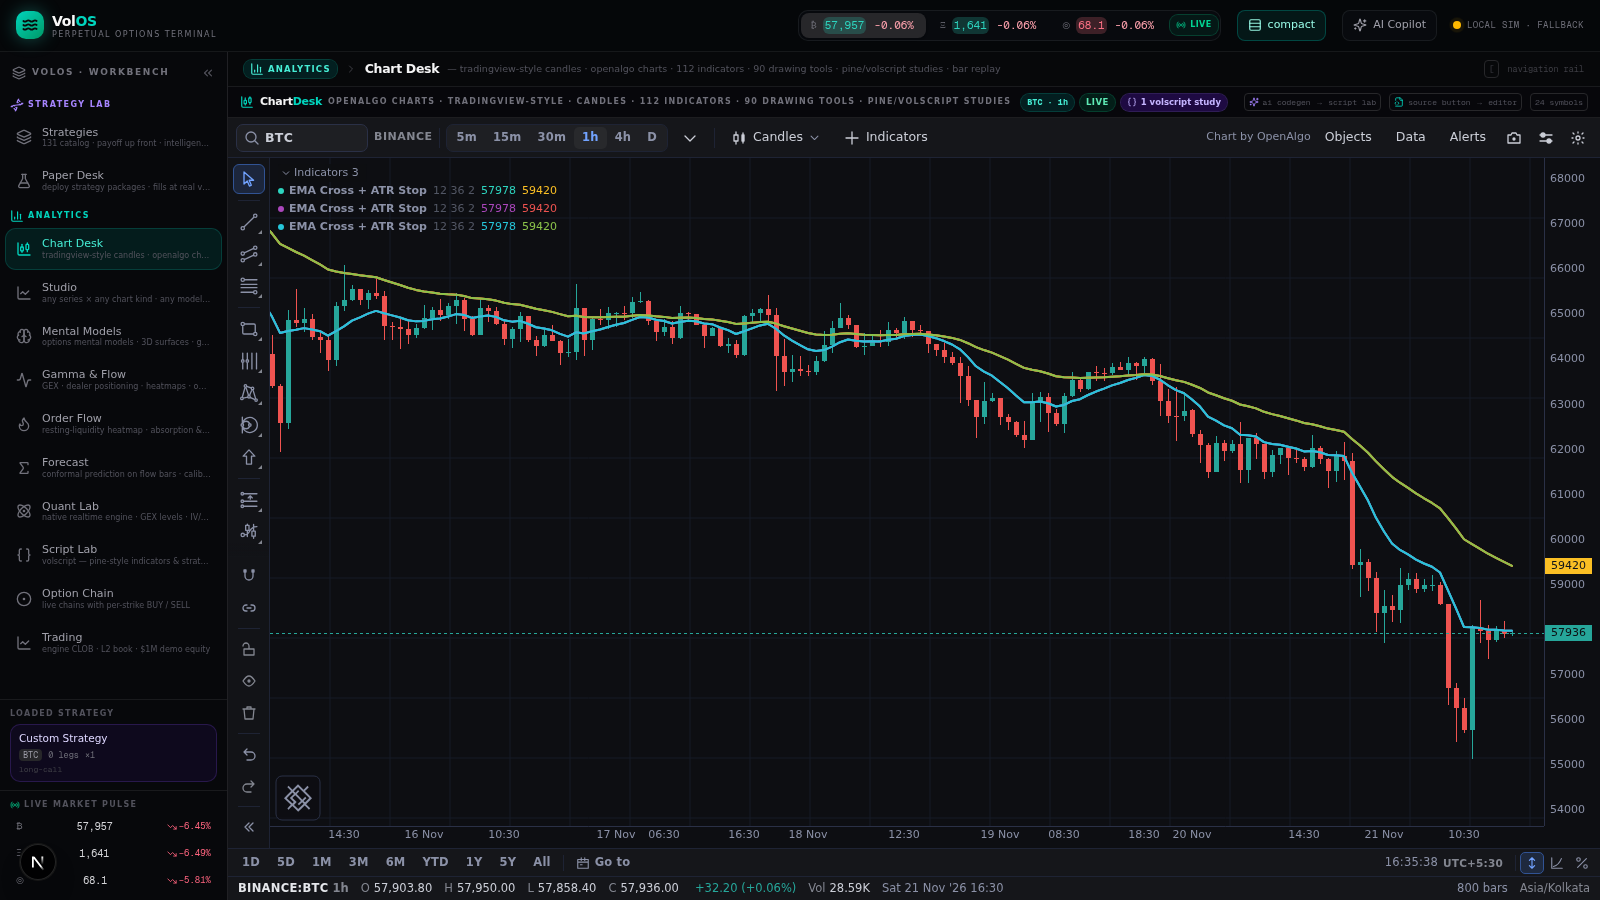 VolOS
PERPETUAL OPTIONS TERMINAL
57,957 -0.06% 1,641 -0.06% 68.1 -0.06% LIVE
compact
AI Copilot
LOCAL SIM · FALLBACK
VOLOS · WORKBENCH
STRATEGY LAB
Strategies
131 catalog · payoff up front · intelligen...
Paper Desk
deploy strategy packages · fills at real v...
ANALYTICS
Chart Desk
tradingview-style candles · openalgo ch...
Studio
any series × any chart kind · any model...
Mental Models
options mental models · 3D surfaces · g...
Gamma & Flow
GEX · dealer positioning · heatmaps · o...
Order Flow
resting-liquidity heatmap · absorption &...
Forecast
conformal prediction on flow bars · calib...
Quant Lab
native realtime engine · GEX levels · IV/...
Script Lab
volscript — pine-style indicators & strat...
Option Chain
live chains with per-strike BUY / SELL
Trading
engine CLOB · L2 book · $1M demo equity
LOADED STRATEGY
Custom Strategy
BTC 0 legs ×1
long-call
LIVE MARKET PULSE
57,957 -6.45%
1,641 -6.49%
68.1 -5.81%
N
ANALYTICS › Chart Desk — tradingview-style candles · openalgo charts · 112 indicators · 90 drawing tools · pine/volscript studies · bar replay
[ navigation rail
ChartDesk OPENALGO CHARTS · TRADINGVIEW-STYLE · CANDLES · 112 INDICATORS · 90 DRAWING TOOLS · PINE/VOLSCRIPT STUDIES BTC · 1h LIVE {} 1 volscript study
ai codegen → script lab source button → editor 24 symbols
BTC BINANCE 5m 15m 30m 1h 4h D Candles Indicators
Chart by OpenAlgo Objects Data Alerts
Indicators 3
EMA Cross + ATR Stop 12 36 2 57978 59420
EMA Cross + ATR Stop 12 36 2 57978 59420
EMA Cross + ATR Stop 12 36 2 57978 59420
68000
67000
66000
65000
64000
63000
62000
61000
60000
59420
59000
57936
57000
56000
55000
54000
14:30 16 Nov 10:30 17 Nov 06:30 16:30 18 Nov 12:30 19 Nov 08:30 18:30 20 Nov 14:30 21 Nov 10:30
1D 5D 1M 3M 6M YTD 1Y 5Y All Go to
16:35:38 UTC+5:30
BINANCE:BTC 1h O 57,903.80 H 57,950.00 L 57,858.40 C 57,936.00 +32.20 (+0.06%) Vol 28.59K Sat 21 Nov '26 16:30
800 bars Asia/Kolkata